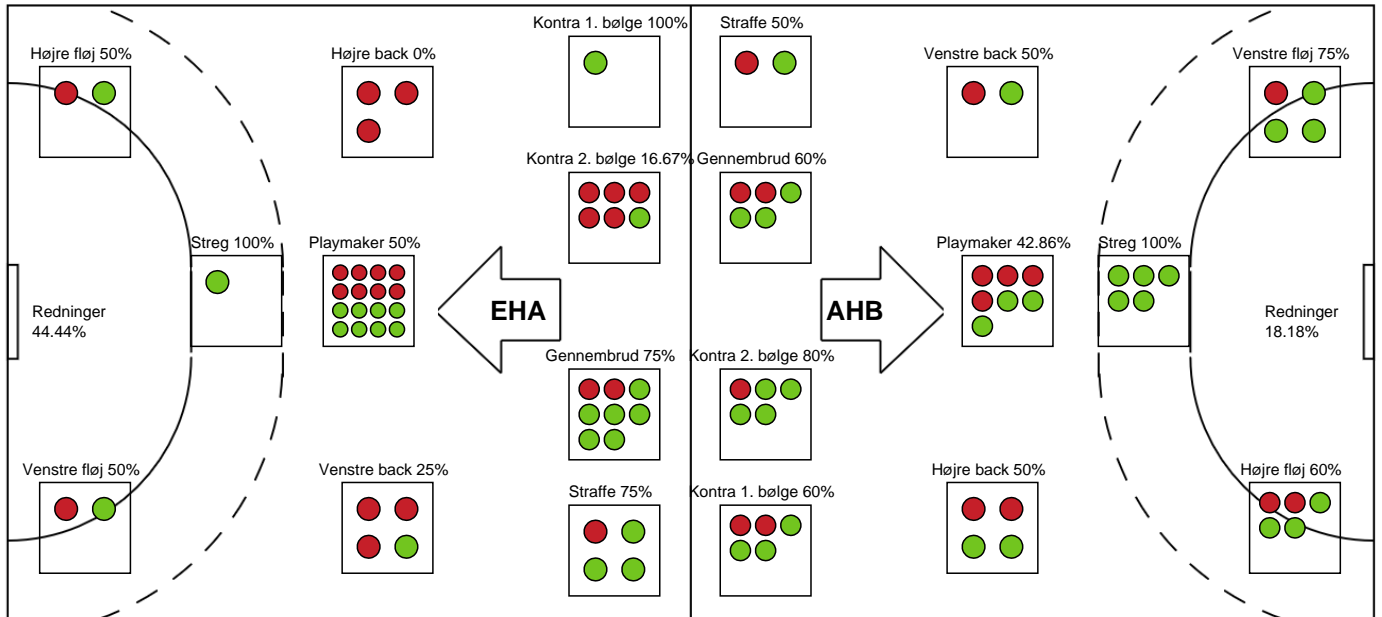 Kontra 1. bølge 100%
Straffe 50%
Højre fløj 50%
Højre back 0%
Venstre back 50%
Venstre fløj 75%
Kontra 2. bølge 16.67%
Gennembrud 60%
Streg 100%
Playmaker 50%
Playmaker 42.86%
Streg 100%
Redninger
44.44%
EHA
AHB
Redninger
18.18%
Gennembrud 75%
Kontra 2. bølge 80%
Venstre fløj 50%
Venstre back 25%
Højre back 50%
Højre fløj 60%
Straffe 75%
Kontra 1. bølge 60%